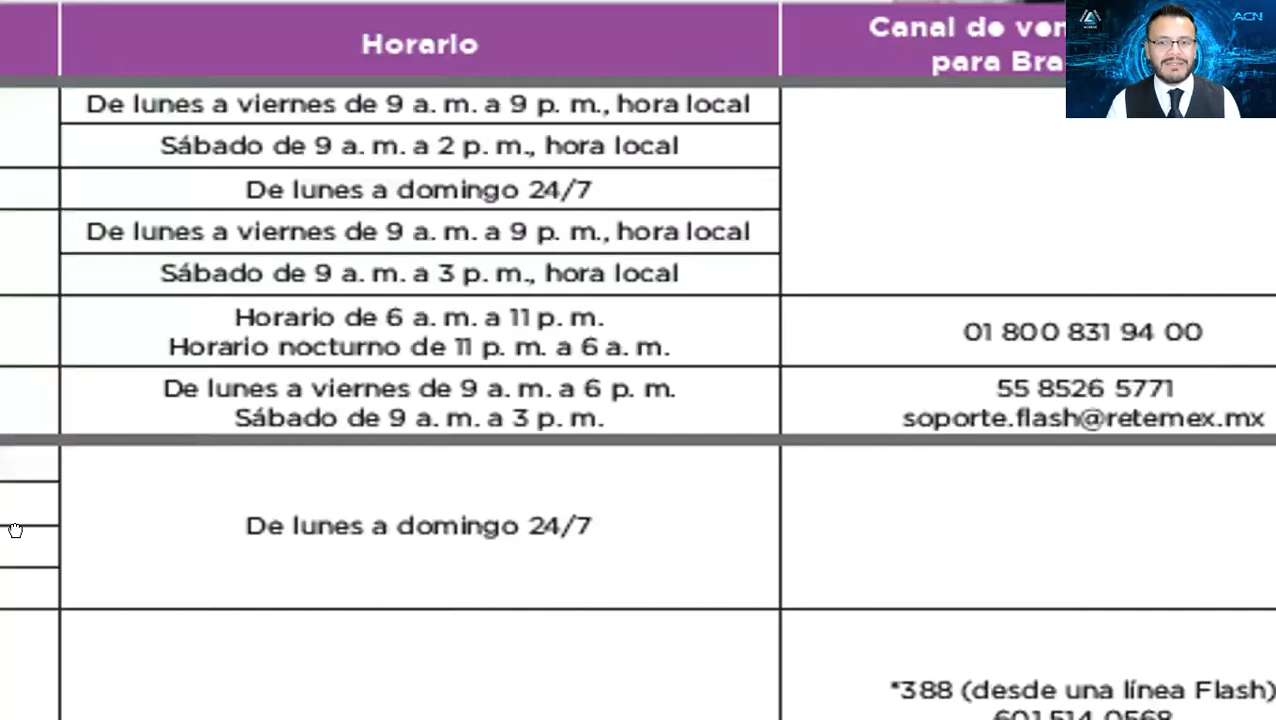 Horario
Canal de ven
para Bra
ACN
De lunes a viernes de 9 a. m. a 9 p. m., hora local
Sábado de 9 a. m. a 2 p. m., hora local
De lunes a domingo 24/7
De lunes a viernes de 9 a. m. a 9 p. m., hora local
Sábado de 9 a. m. a 3 p. m., hora local
Horario de 6 a. m. a 11 p. m.
Horario nocturno de 11 p. m. a 6 a. m.
01 800 831 94 00
De lunes a viernes de 9 a. m. a 6 p. m.
Sábado de 9 a. m. a 3 p. m.
55 8526 5771
soporte.flash@retemex.mx
De lunes a domingo 24/7
*388 (desde una línea Flash)
601 514 0568